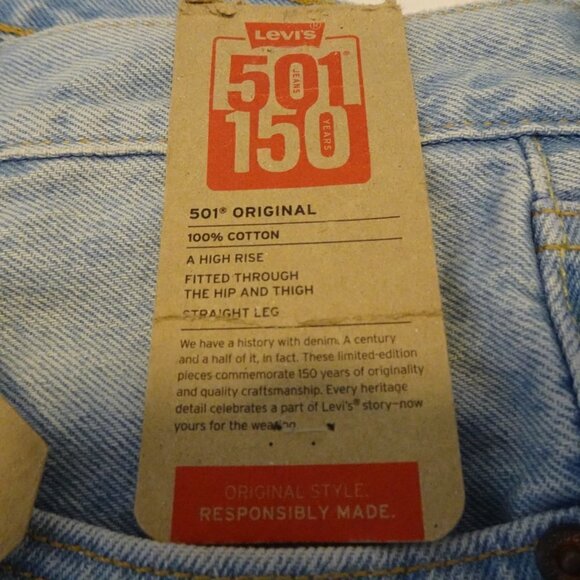 Levi's®
501®
JEANS
150
YEARS
501® ORIGINAL
100% COTTON
A HIGH RISE
FITTED THROUGH
THE HIP AND THIGH
STRAIGHT LEG
We have a history with denim. A century
and a half of it, in fact. These limited-edition
pieces commemorate 150 years of originality
and quality craftsmanship. Every heritage
detail celebrates a part of Levi's® story—now
yours for the wearing.
ORIGINAL STYLE.
RESPONSIBLY MADE.